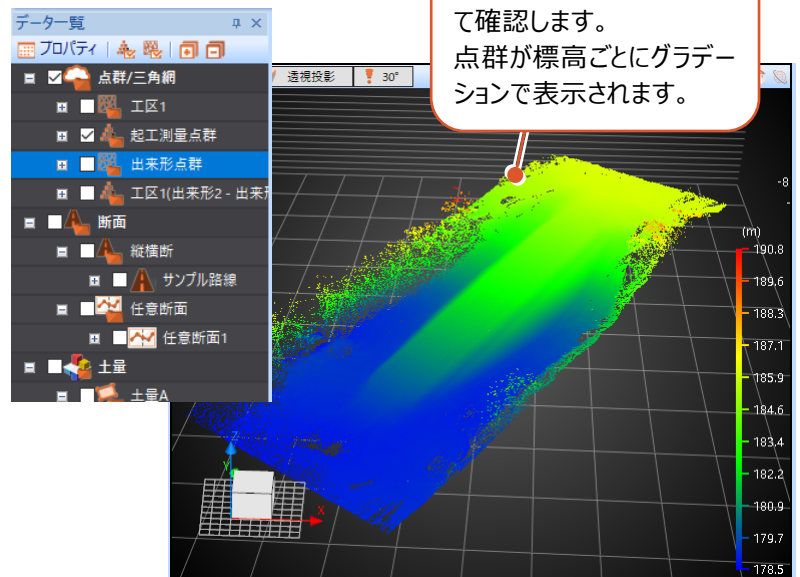 データ一覧
プロパティ
点群/三角網
工区1
起工測量点群
出来形点群
工区1(出来形2 - 出来
断面
縦横断
サンプル路線
任意断面
任意断面1
土量
土量A
て確認します。
点群が標高ごとにグラデー
ションで表示されます。
透視投影
30°
-8
(m)
190.8
189.6
188.3
187.1
185.9
184.6
183.4
182.2
180.9
179.7
178.5
Z
Y
X